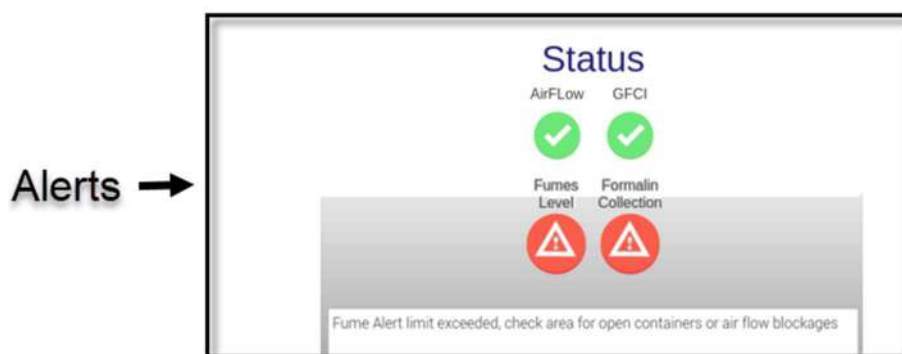 Status
AirFLow GFCI
Alerts
Fumes Formalin
Level Collection
Fume Alert limit exceeded, check area for open containers or air flow blockages